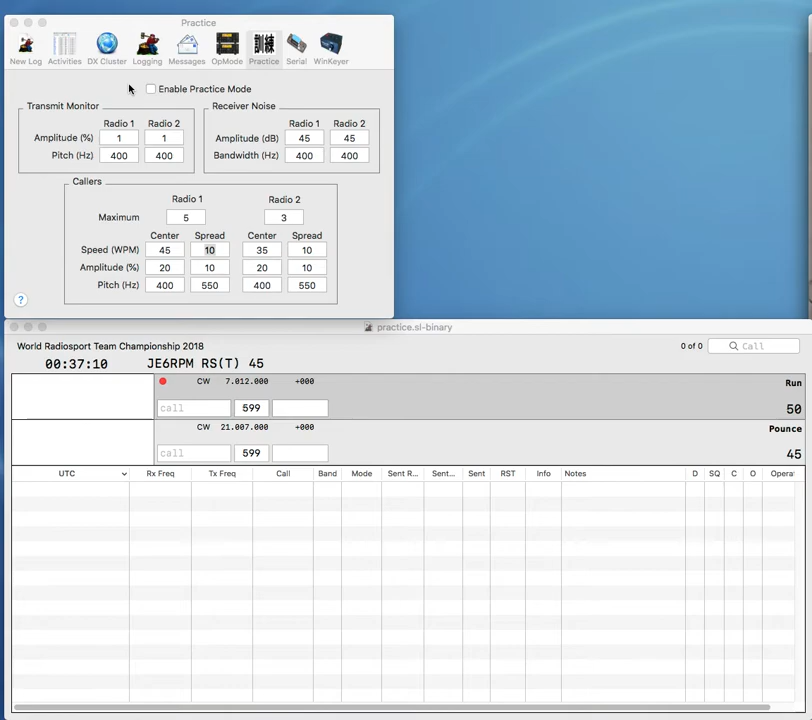 Practice
New Log Activities DX Cluster Logging Messages OpMode Practice Serial WinKeyer
訓練
Enable Practice Mode
Transmit Monitor
Radio 1 Radio 2
Amplitude (%) 1 1
Pitch (Hz) 400 400
Receiver Noise
Radio 1 Radio 2
Amplitude (dB) 45 45
Bandwidth (Hz) 400 400
Callers
Radio 1 Radio 2
Maximum 5 3
Center Spread Center Spread
Speed (WPM) 45 10 35 10
Amplitude (%) 20 10 20 10
Pitch (Hz) 400 550 400 550
?
practice.sl-binary
World Radiosport Team Championship 2018
0 of 0 Call
00:37:10 JE6RPM RS(T) 45
CW 7.012.000 +000 Run
call 599 50
CW 21.007.000 +000 Pounce
call 599 45
UTC Rx Freq Tx Freq Call Band Mode Sent R... Sent... Sent RST Info Notes D SQ C O Opera